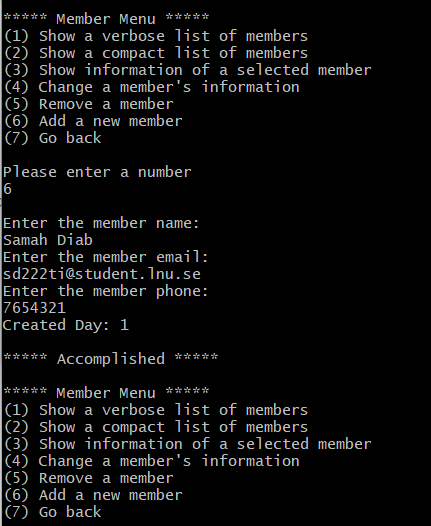 ***** Member Menu *****
(1) Show a verbose list of members
(2) Show a compact list of members
(3) Show information of a selected member
(4) Change a member's information
(5) Remove a member
(6) Add a new member
(7) Go back
Please enter a number
6
Enter the member name:
Samah Diab
Enter the member email:
sd222ti@student.lnu.se
Enter the member phone:
7654321
Created Day: 1
***** Accomplished *****
***** Member Menu *****
(1) Show a verbose list of members
(2) Show a compact list of members
(3) Show information of a selected member
(4) Change a member's information
(5) Remove a member
(6) Add a new member
(7) Go back